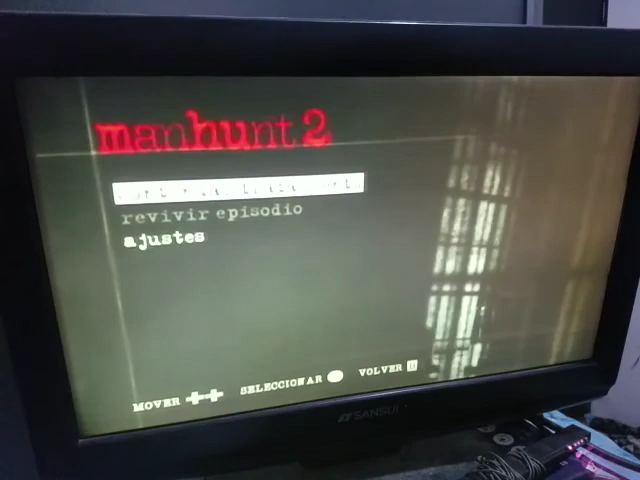 manhunt 2
revivir episodio
ajustes
MOVER SELECCIONAR VOLVER
SANSUI